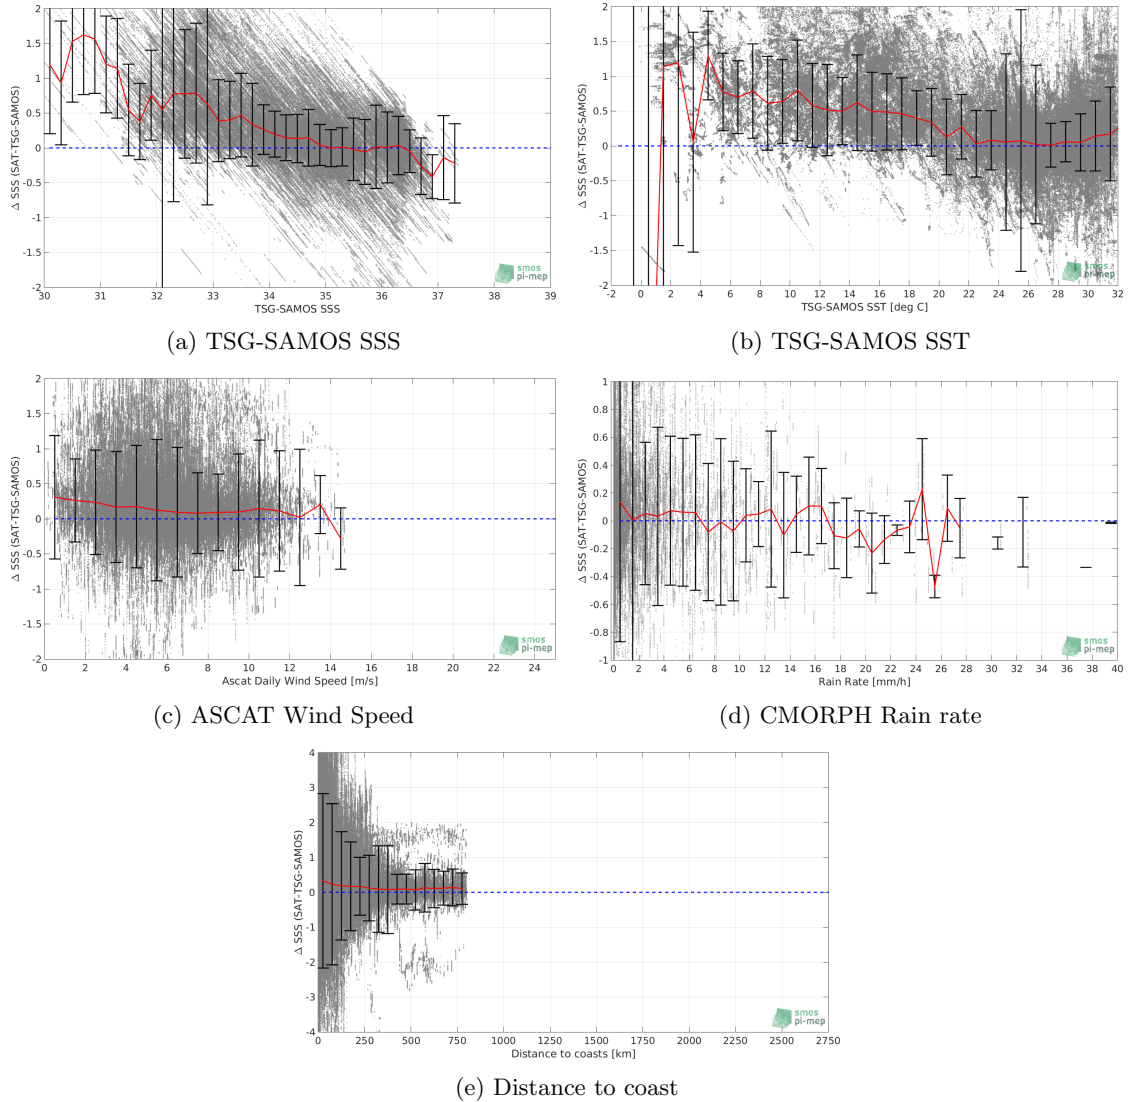 2
1.5
1
0.5
0
-0.5
-1
-1.5
-2
Δ SSS (SAT-TSG-SAMOS)
30 31 32 33 34 35 36 37 38 39
TSG-SAMOS SSS
smos
pi-mep
(a) TSG-SAMOS SSS
2
1.5
1
0.5
0
-0.5
-1
-1.5
-2
Δ SSS (SAT-TSG-SAMOS)
-2 0 2 4 6 8 10 12 14 16 18 20 22 24 26 28 30 32
TSG-SAMOS SST [deg C]
smos
pi-mep
(b) TSG-SAMOS SST
2
1.5
1
0.5
0
-0.5
-1
-1.5
-2
Δ SSS (SAT-TSG-SAMOS)
0 2 4 6 8 10 12 14 16 18 20 22 24
Ascat Daily Wind Speed [m/s]
smos
pi-mep
(c) ASCAT Wind Speed
1
0.8
0.6
0.4
0.2
0
-0.2
-0.4
-0.6
-0.8
-1
Δ SSS (SAT-TSG-SAMOS)
0 2 4 6 8 10 12 14 16 18 20 22 24 26 28 30 32 34 36 38 40
Rain Rate [mm/h]
smos
pi-mep
(d) CMORPH Rain rate
4
3
2
1
0
-1
-2
-3
-4
Δ SSS (SAT-TSG-SAMOS)
0 250 500 750 1000 1250 1500 1750 2000 2250 2500 2750
Distance to coasts [km]
smos
pi-mep
(e) Distance to coast